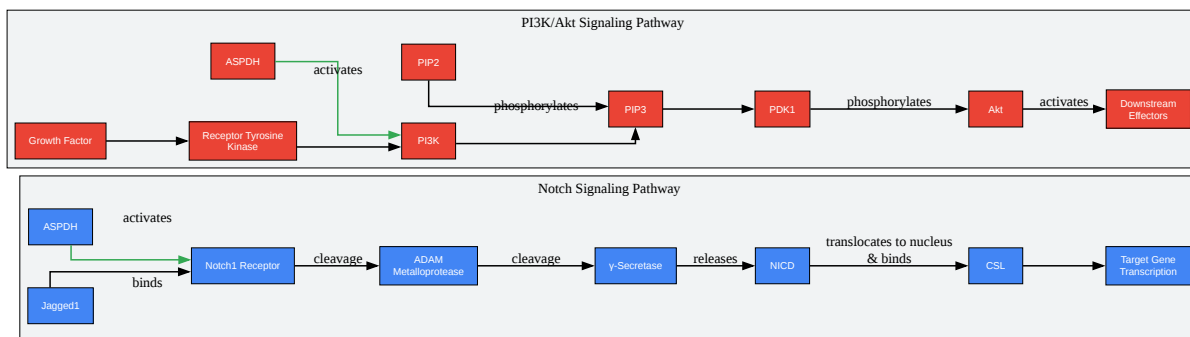 PI3K/Akt Signaling Pathway
ASPDH
activates
PIP2
phosphorylates
PIP3
PDK1
phosphorylates
Akt
activates
Downstream
Effectors
Growth Factor
Receptor Tyrosine
Kinase
PI3K
Notch Signaling Pathway
ASPDH
activates
Notch1 Receptor
cleavage
ADAM
Metalloprotease
cleavage
γ-Secretase
releases
NICD
translocates to nucleus
& binds
CSL
Target Gene
Transcription
binds
Jagged1